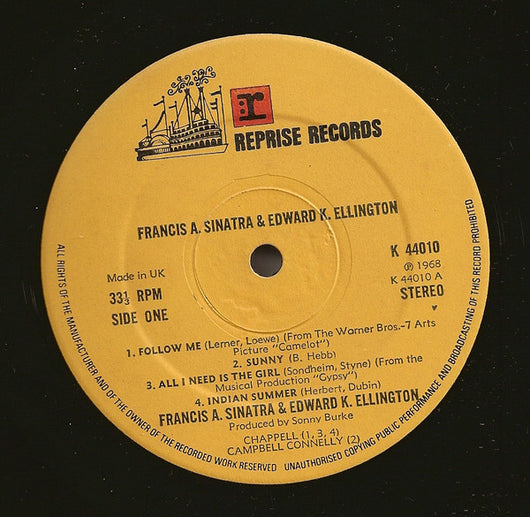 r:
REPRISE RECORDS
FRANCIS A. SINATRA & EDWARD K. ELLINGTON
Made in UK
33⅓ RPM
SIDE ONE
K 44010
℗ 1968
K 44010 A
STEREO
1. FOLLOW ME (Lerner, Loewe) (From The Warner Bros.-7 Arts
Picture "Camelot")
2. SUNNY (B. Hebb)
3. ALL I NEED IS THE GIRL (Sondheim, Styne) (From the
Musical Production "Gypsy")
4. INDIAN SUMMER (Herbert, Dubin)
FRANCIS A. SINATRA & EDWARD K. ELLINGTON
Produced by Sonny Burke
CHAPPELL (1, 3, 4)
CAMPBELL CONNELLY (2)
ALL RIGHTS OF THE MANUFACTURER AND OF THE OWNER OF THE RECORDED WORK RESERVED UNAUTHORISED COPYING PUBLIC PERFORMANCE AND BROADCASTING OF THIS RECORD PROHIBITED